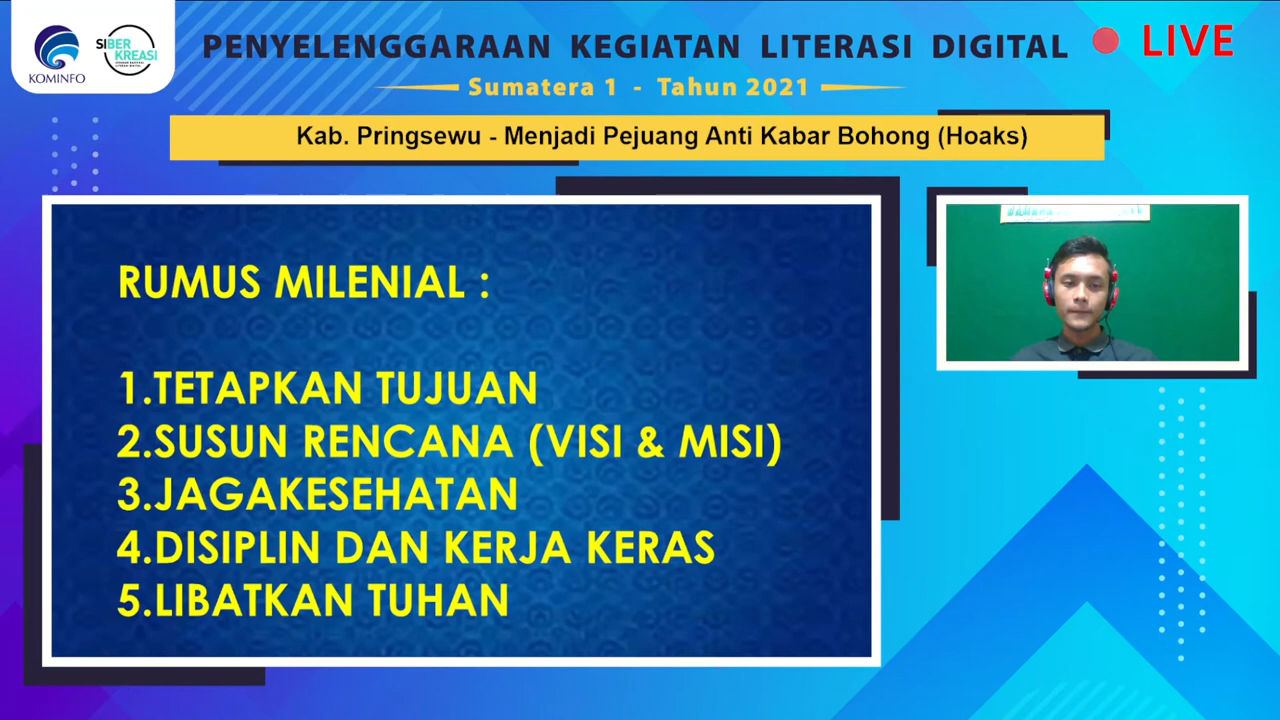 KOMINFO
SIBER
KREASI
PENYELENGGARAAN KEGIATAN LITERASI DIGITAL
LIVE
Sumatera 1 - Tahun 2021
Kab. Pringsewu - Menjadi Pejuang Anti Kabar Bohong (Hoaks)
RUMUS MILENIAL :
1.TETAPKAN TUJUAN
2.SUSUN RENCANA (VISI & MISI)
3.JAGAKESEHATAN
4.DISIPLIN DAN KERJA KERAS
5.LIBATKAN TUHAN